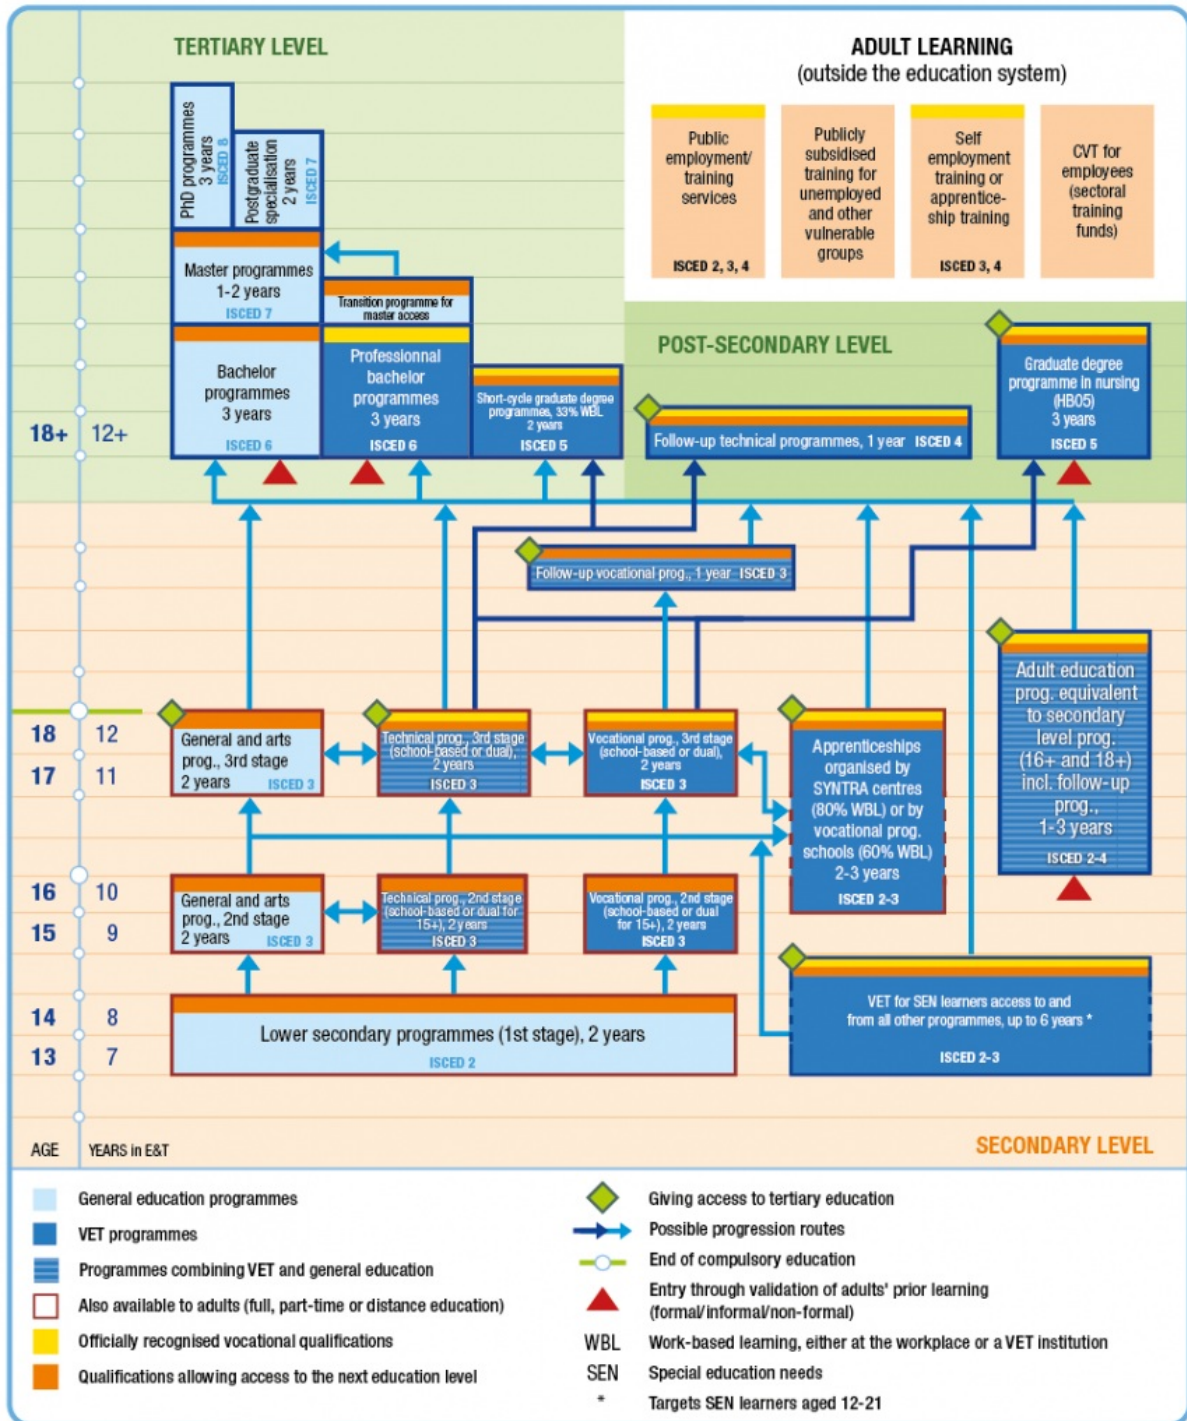 TERTIARY LEVEL
ADULT LEARNING
(outside the education system)
PhD programmes
3 years
ISCED 8
Postgraduate
specialisation
2 years
ISCED 7
Public
employment/
training
services
ISCED 2, 3, 4
Publicly
subsidised
training for
unemployed
and other
vulnerable
groups
Self
employment
training or
apprentice-
ship training
ISCED 3, 4
CVT for
employees
(sectoral
training
funds)
Master programmes
1-2 years
ISCED 7
Transition programme for
master access
Bachelor
programmes
3 years
ISCED 6
Professionnal
bachelor
programmes
3 years
ISCED 6
Short-cycle graduate degree
programmes, 33% WBL
2 years
ISCED 5
POST-SECONDARY LEVEL
Follow-up technical programmes, 1 year ISCED 4
Graduate degree
programme in nursing
(HBO5)
3 years
ISCED 5
18+ 12+
Follow-up vocational prog., 1 year ISCED 3
Adult education
prog. equivalent
to secondary
level prog.
(16+ and 18+)
incl. follow-up
prog.,
1-3 years
ISCED 2-4
18 12
17 11
General and arts
prog., 3rd stage
2 years ISCED 3
Technical prog., 3rd stage
(school-based or dual),
2 years
ISCED 3
Vocational prog., 3rd stage
(school-based or dual),
2 years
ISCED 3
Apprenticeships
organised by
SYNTRA centres
(80% WBL) or by
vocational prog.
schools (60% WBL)
2-3 years
ISCED 2-3
16 10
15 9
General and arts
prog., 2nd stage
2 years ISCED 3
Technical prog., 2nd stage
(school-based or dual for
15+), 2 years
ISCED 3
Vocational prog., 2nd stage
(school-based or dual
for 15+), 2 years
ISCED 3
14 8
13 7
Lower secondary programmes (1st stage), 2 years
ISCED 2
VET for SEN learners access to and
from all other programmes, up to 6 years *
ISCED 2-3
AGE YEARS in E&T
SECONDARY LEVEL
General education programmes
VET programmes
Programmes combining VET and general education
Also available to adults (full, part-time or distance education)
Officially recognised vocational qualifications
Qualifications allowing access to the next education level
Giving access to tertiary education
Possible progression routes
End of compulsory education
Entry through validation of adults' prior learning
(formal/informal/non-formal)
WBL Work-based learning, either at the workplace or a VET institution
SEN Special education needs
* Targets SEN learners aged 12-21